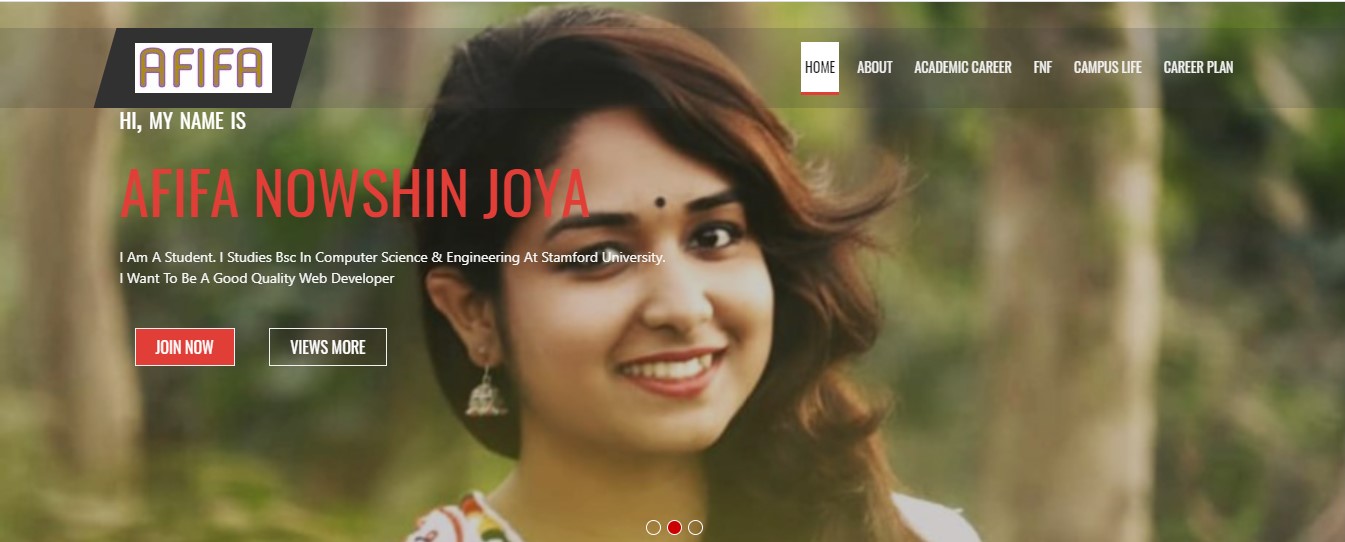 AFIFA
HOME ABOUT ACADEMIC CAREER FNF CAMPUS LIFE CAREER PLAN
HI, MY NAME IS
AFIFA NOWSHIN JOYA
I Am A Student. I Studies Bsc In Computer Science & Engineering At Stamford University.
I Want To Be A Good Quality Web Developer
JOIN NOW VIEWS MORE